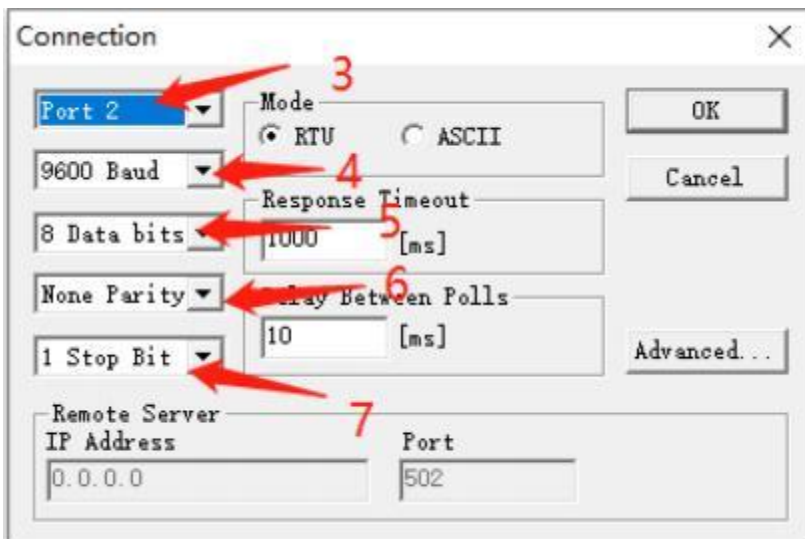 Connection
3
Port 2
Mode
RTU
ASCII
OK
9600 Baud
4
Cancel
Response Timeout
8 Data bits
5
1000
[ms]
None Parity
6
Delay Between Polls
10
[ms]
1 Stop Bit
Advanced...
7
Remote Server
IP Address
Port
0.0.0.0
502